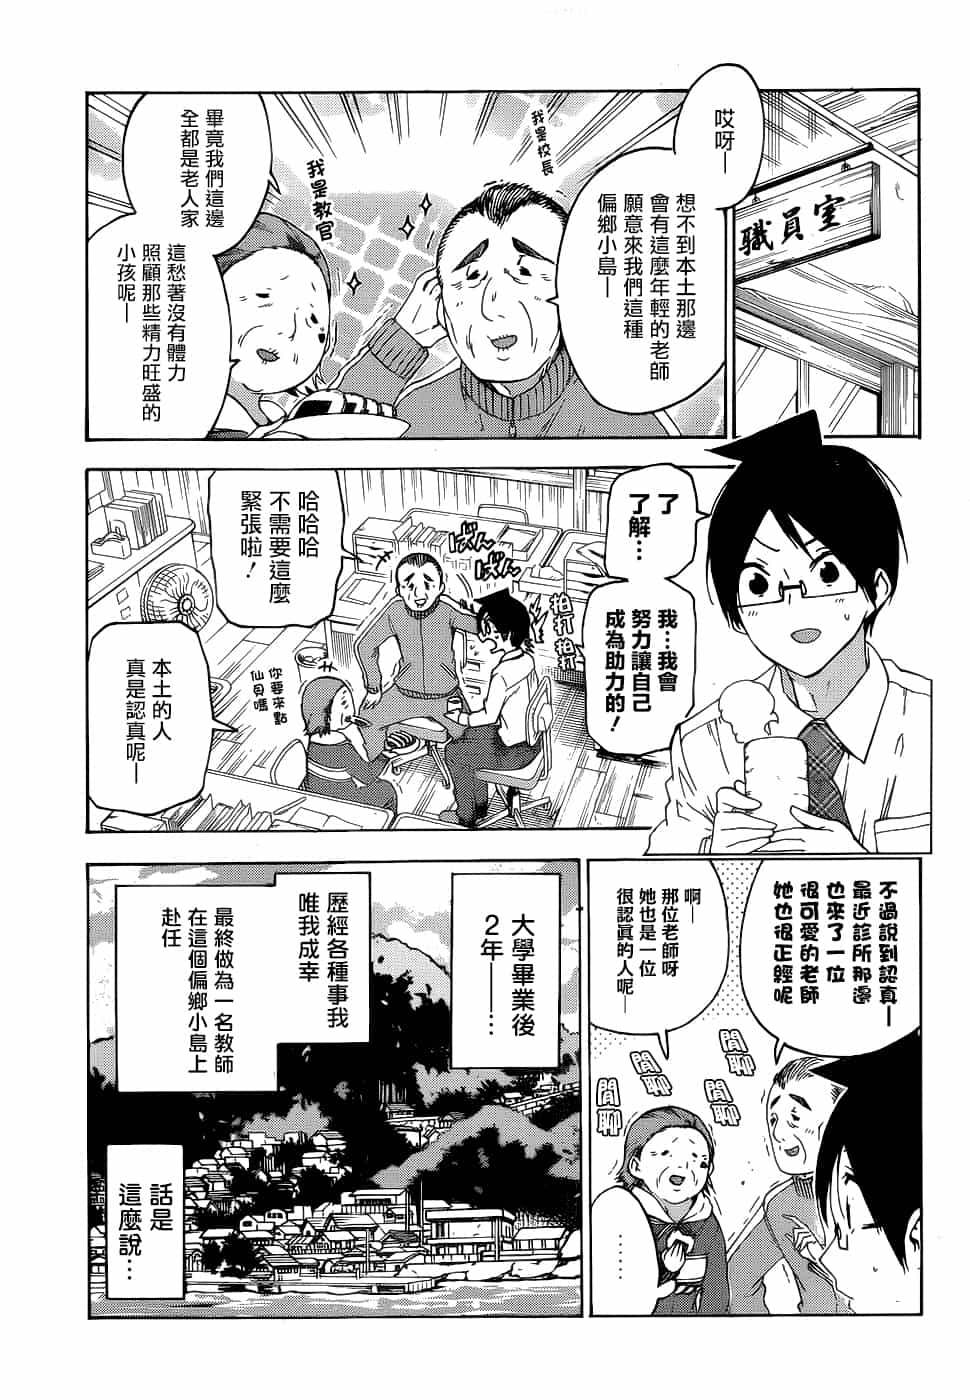 職員室
哎呀—
想不到本土那邊
會有這麼年輕的老師
願意來我們這種
偏鄉小島—
我是校長
我是教官
畢竟我們這邊
全都是老人家
這愁著沒有體力
照顧那些精力旺盛的
小孩呢—
了…
了解…
我…我會
努力讓自己
成為助力的!
ばん
ばん
拍打
拍打
哈哈哈
不需要這麼
緊張啦!
你要來點
仙貝嗎
本土的人
真是認真呢—
不過說到認真—
最近診所那邊
也來了一位
很可愛的老師
她也很正經呢
啊—
那位老師呀
她也是一位
很認真的人呢—
閒聊
閒聊
閒聊
閒聊
……
大學畢業後
2年——…
歷經各種事我
唯我成幸
最終做為一名教師
在這個偏鄉小島上
赴任
話是
這麼說…